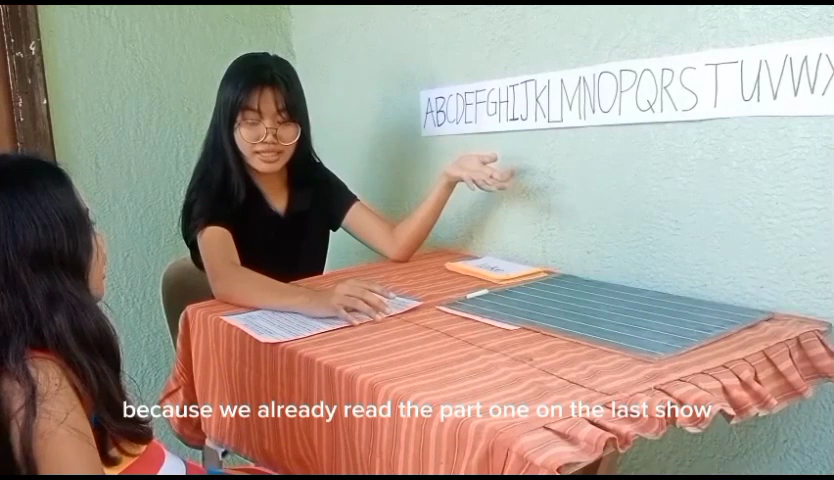 ABCDEFGHIJKLMNOPQRSTUVWX
because we already read the part one on the last show